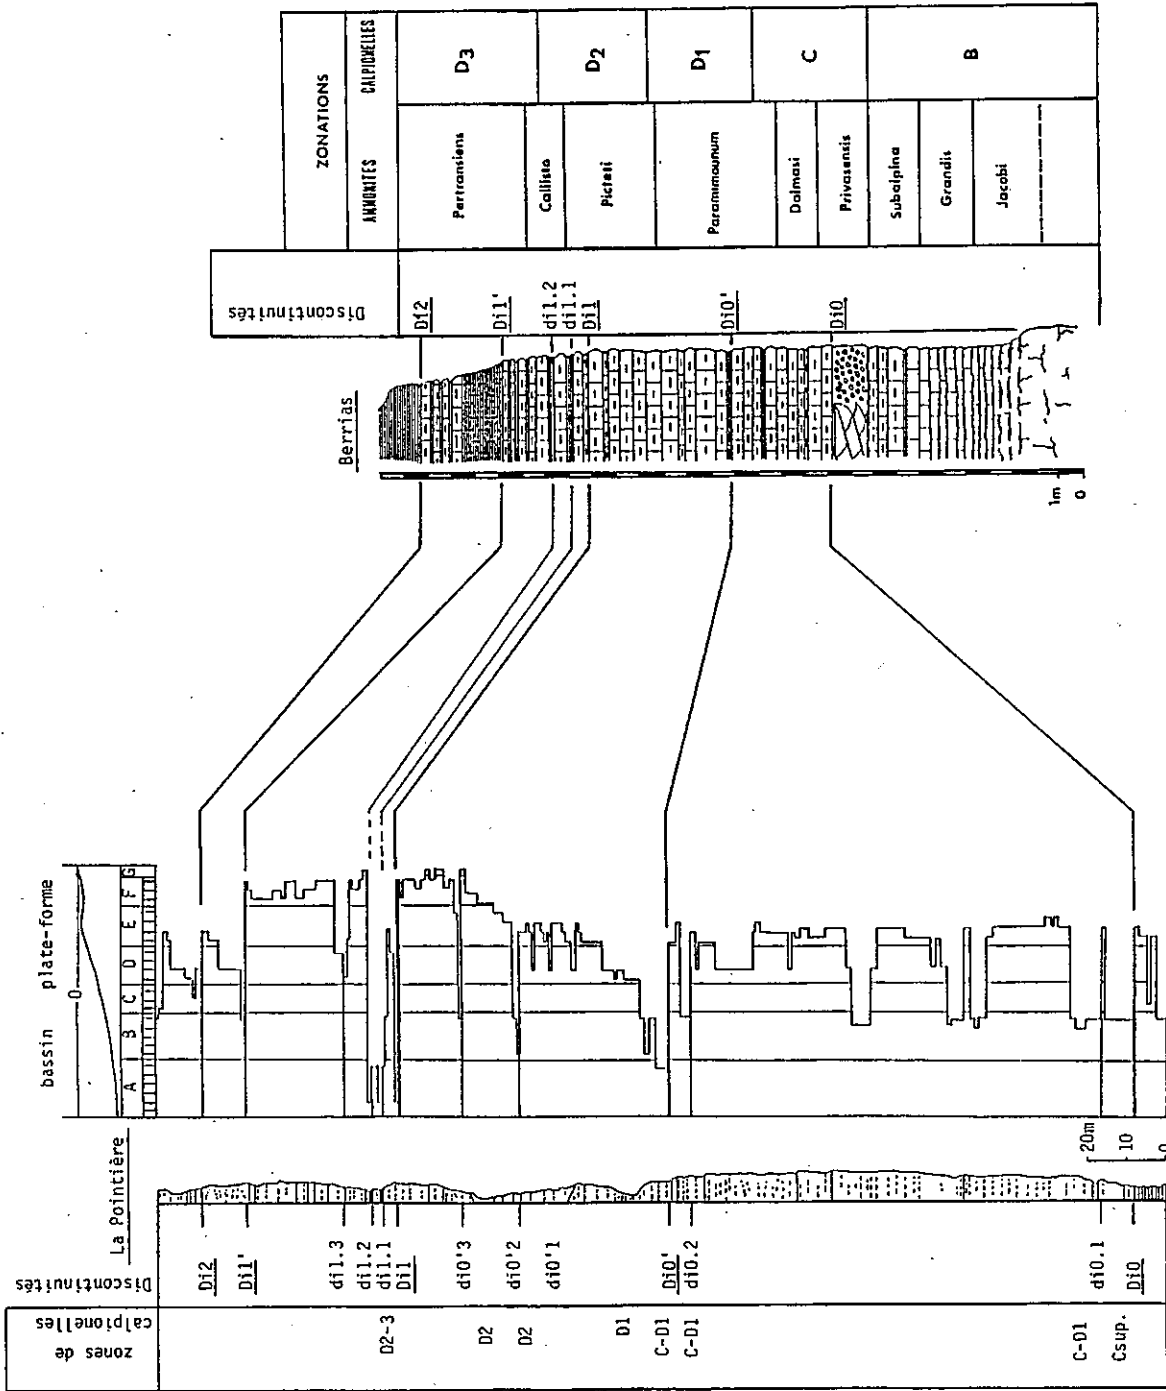 ZONATIONS
AMMONITES
CALPIONELLES
Discontinuités
Pertransiens
Callisto
Pictesi
Paramimounum
Dalmasi
Privasensis
Subalpina
Grandis
Jacobi
D3
D2
D1
C
B
Berrias
Di2
Di1'
di1.2
di1.1
Di1
Di0'
Di0
1m
0
bassin plate-forme
0
A B C D E F G
La Pointière
20m
10
0
Discontinuités
Di2
Di1'
di1.3
di1.2
di1.1
Di1
di0'3
di0'2
di0'1
Di0'
di0.2
di0.1
Di0
zones de
calpionelles
D2-3
D2
D2
D1
C-D1
C-D1
C-D1
Csup.